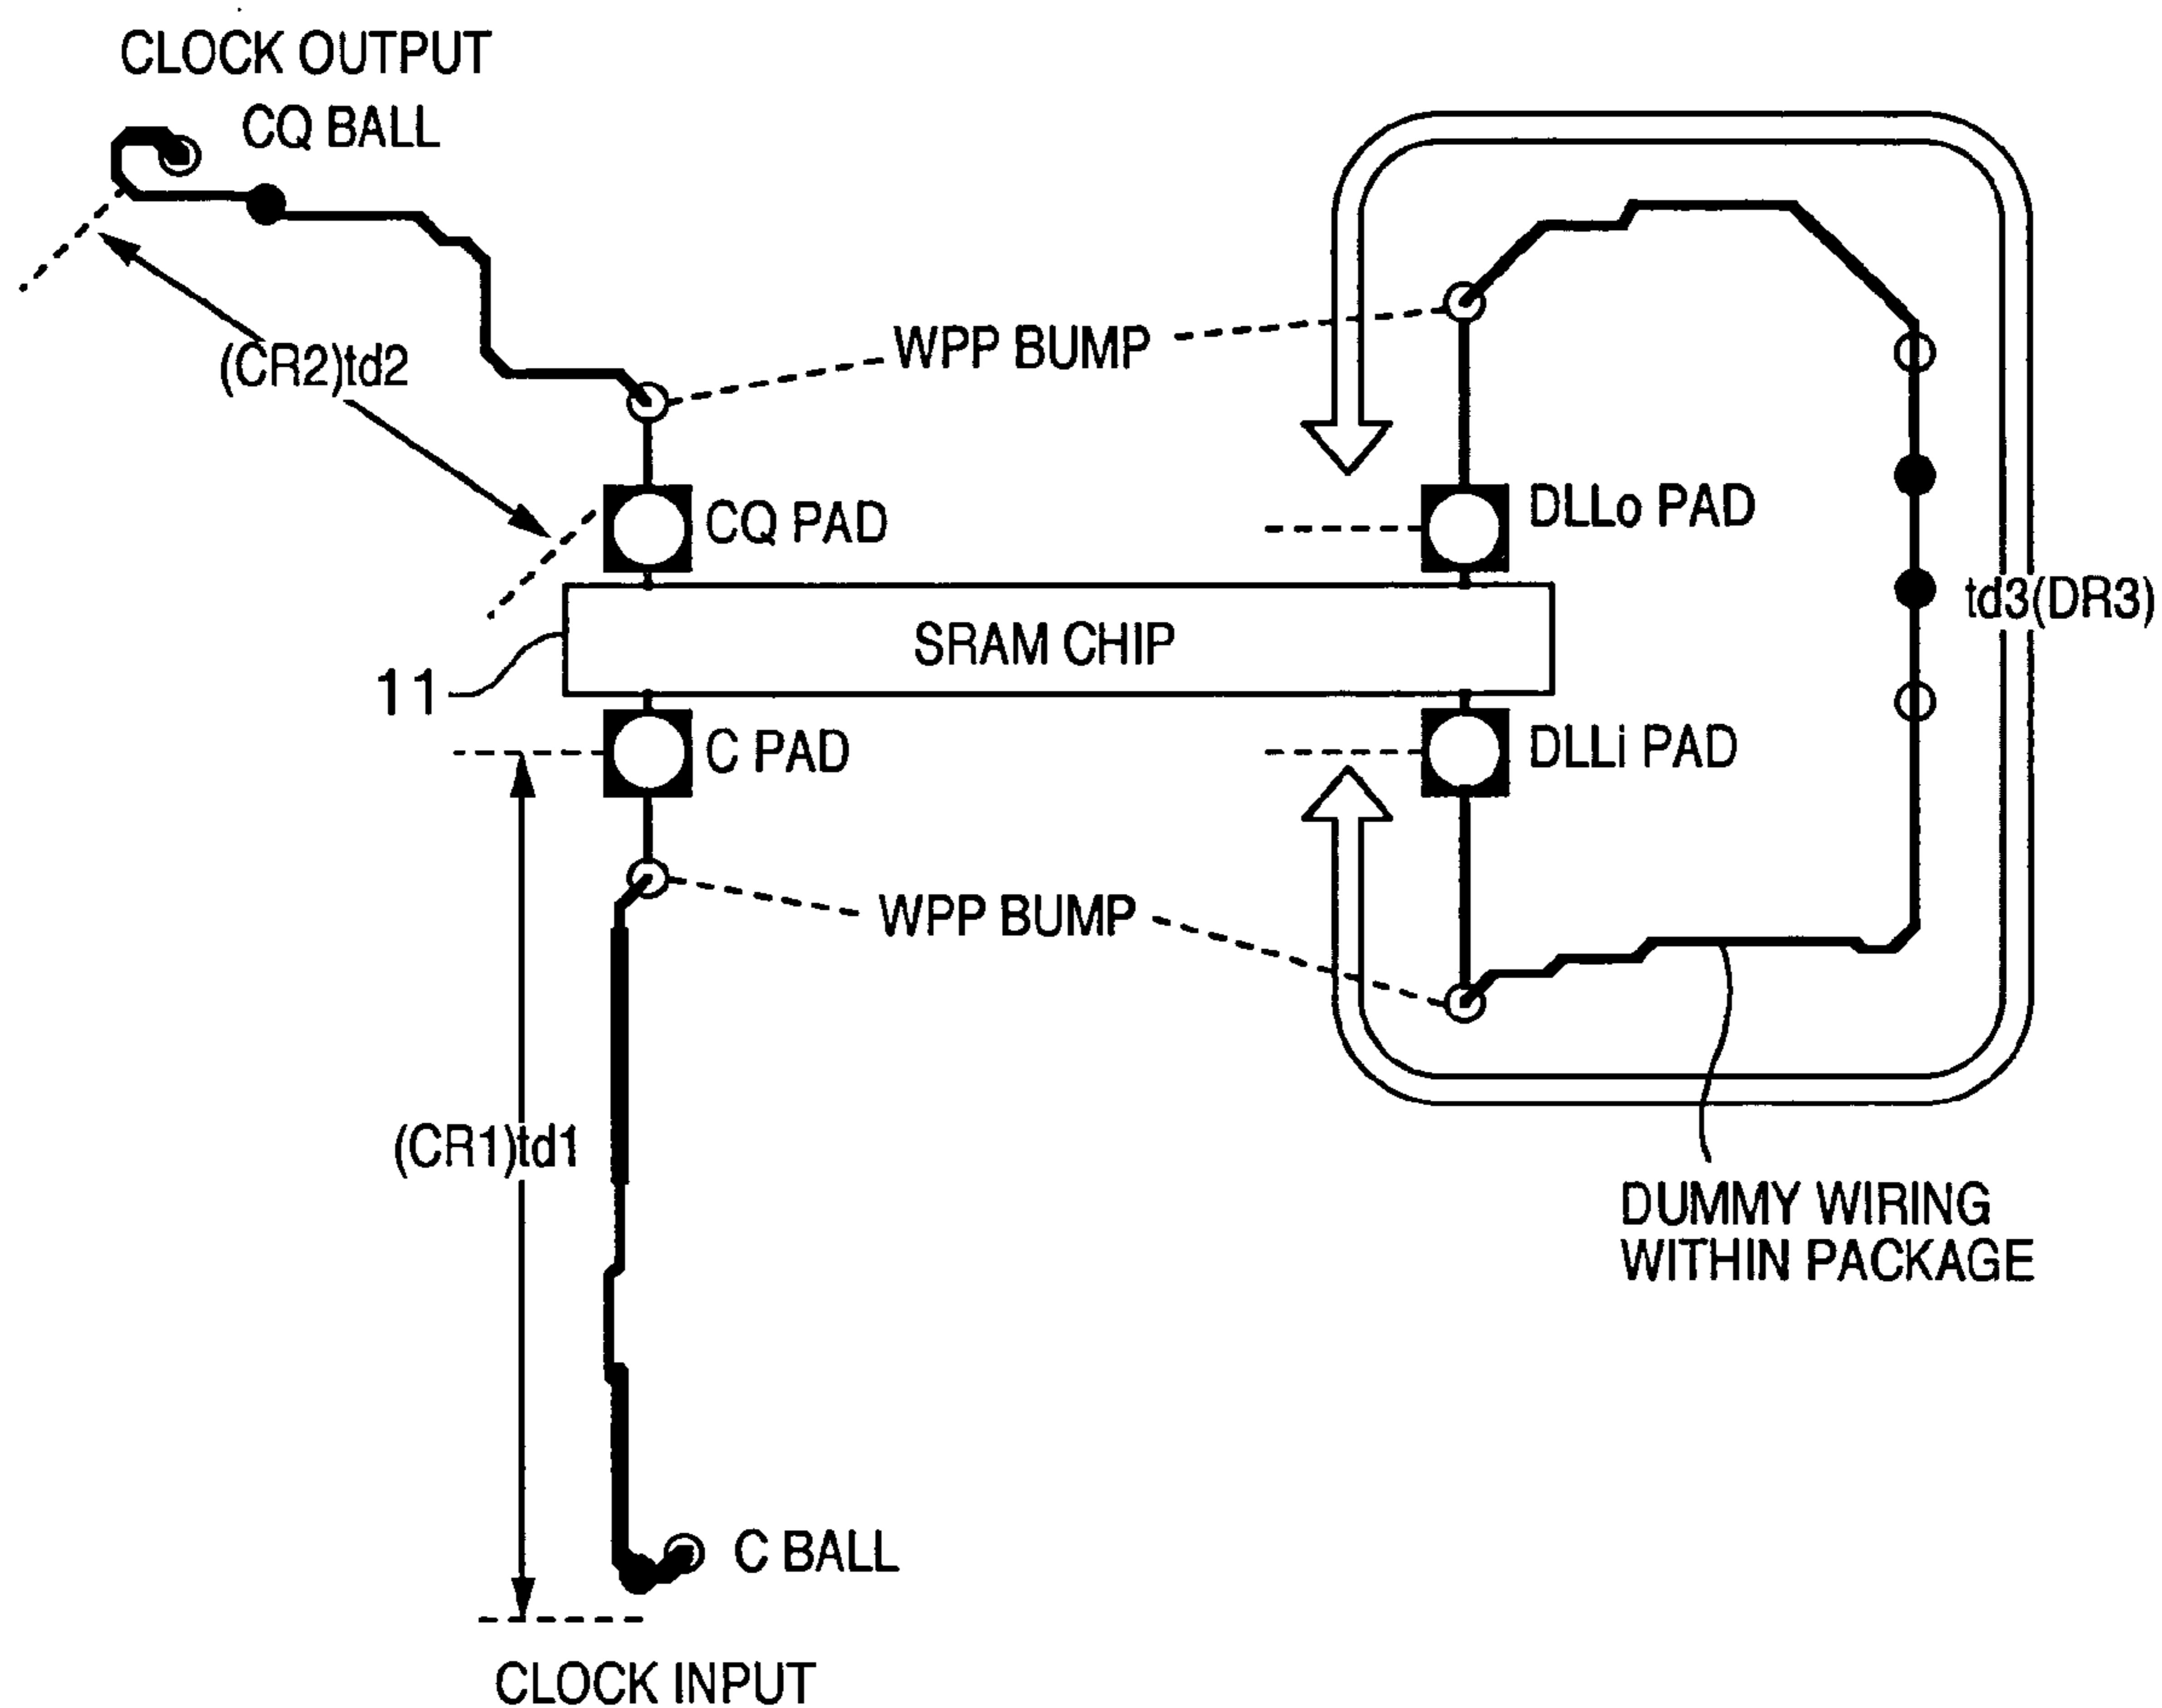 CLOCK OUTPUT
CQ BALL
(CR2)td2
WPP BUMP
CQ PAD
DLLo PAD
td3(DR3)
SRAM CHIP
11
C PAD
DLLi PAD
WPP BUMP
(CR1)td1
DUMMY WIRING
WITHIN PACKAGE
C BALL
CLOCK INPUT